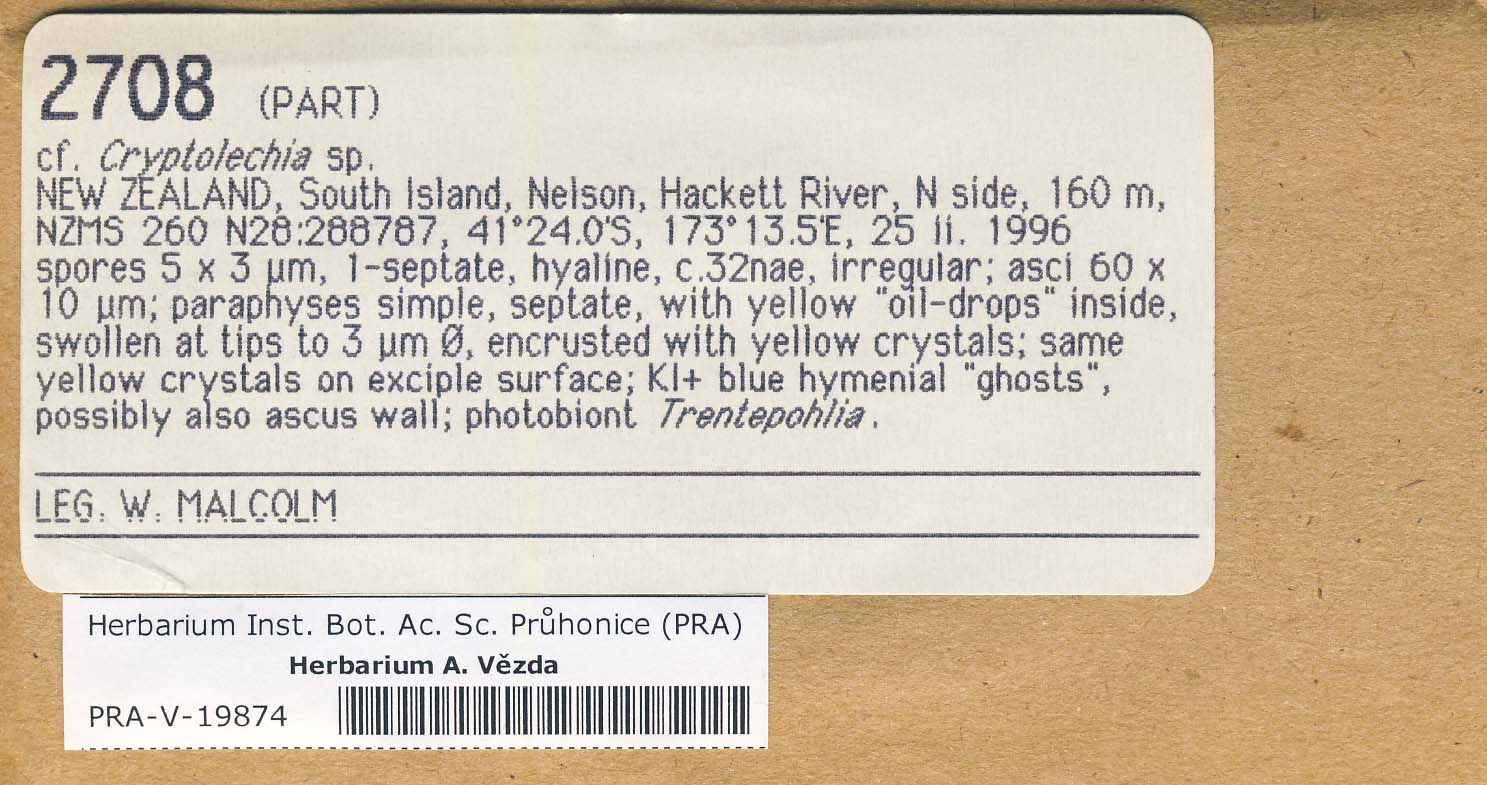 2708 (PART)
cf. Cryptolechia sp.
NEW ZEALAND, South Island, Nelson, Hackett River, N side, 160 m,
NZMS 260 N28:288787, 41°24.0'S, 173°13.5'E, 25 ii. 1996
spores 5 x 3 µm, 1-septate, hyaline, c.32nae, irregular; asci 60 x
10 µm; paraphyses simple, septate, with yellow "oil-drops" inside,
swollen at tips to 3 µm Ø, encrusted with yellow crystals; same
yellow crystals on exciple surface; KI+ blue hymenial "ghosts",
possibly also ascus wall; photobiont Trentepohlia.
LEG. W. MALCOLM
Herbarium Inst. Bot. Ac. Sc. Průhonice (PRA)
Herbarium A. Vězda
PRA-V-19874